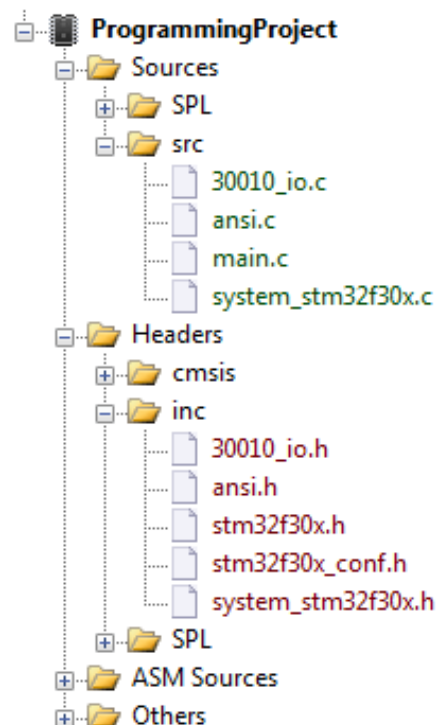 ProgrammingProject
Sources
SPL
src
30010_io.c
ansi.c
main.c
system_stm32f30x.c
Headers
cmsis
inc
30010_io.h
ansi.h
stm32f30x.h
stm32f30x_conf.h
system_stm32f30x.h
SPL
ASM Sources
Others